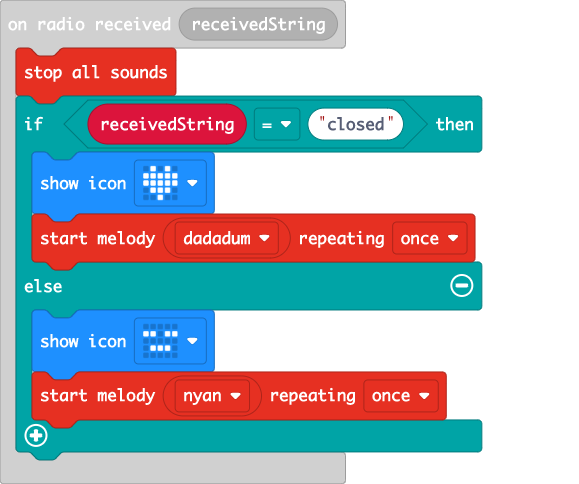 on radio received receivedString
stop all sounds
if receivedString = "closed" then
show icon
start melody dadadum repeating once
else
show icon
start melody nyan repeating once